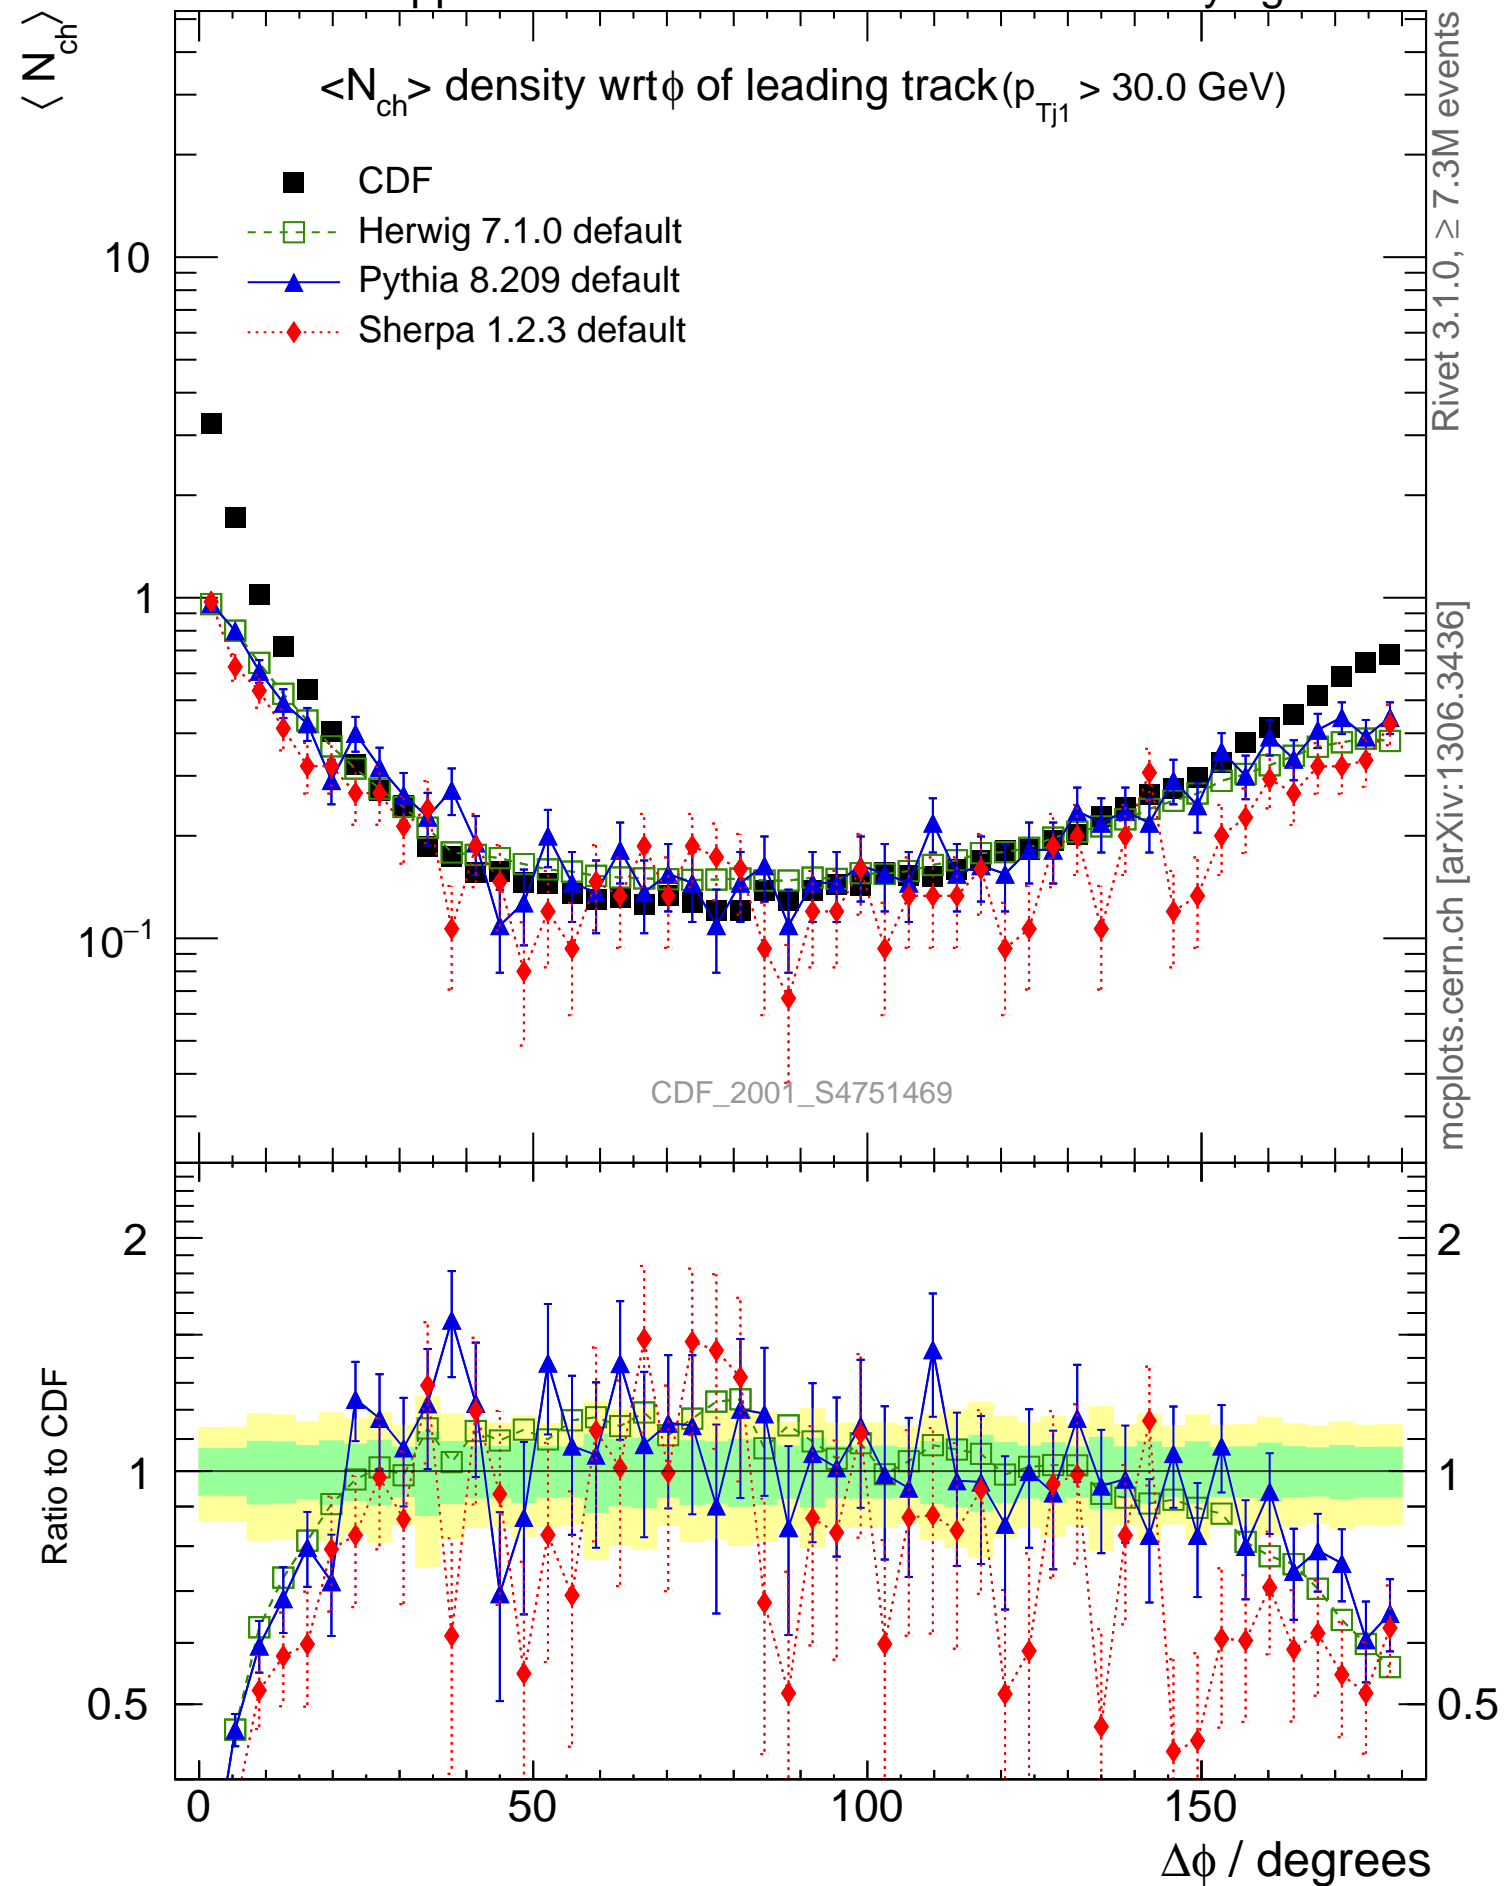 ⟨ N_ch ⟩
<N_ch> density wrt ϕ of leading track (p_Tj1 > 30.0 GeV)
CDF
Herwig 7.1.0 default
Pythia 8.209 default
Sherpa 1.2.3 default
10
1
10⁻¹
CDF_2001_S4751469
Rivet 3.1.0, ≥ 7.3M events
mcplots.cern.ch [arXiv:1306.3436]
Ratio to CDF
2
1
0.5
2
1
0.5
0 50 100 150
Δϕ / degrees